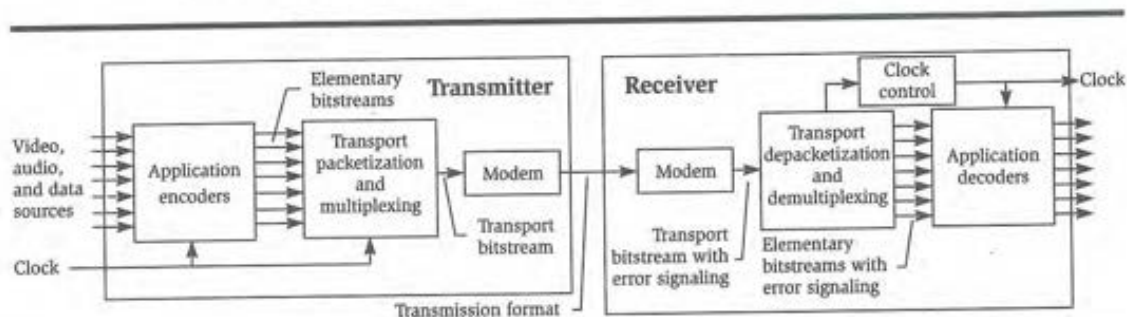 Transmitter
Elementary
bitstreams
Video,
audio,
and data
sources
Application
encoders
Transport
packetization
and
multiplexing
Modem
Transport
bitstream
Clock
Transmission format
Receiver
Clock
control
Clock
Modem
Transport
depacketization
and
demultiplexing
Application
decoders
Transport
bitstream with
error signaling
Elementary
bitstreams with
error signaling